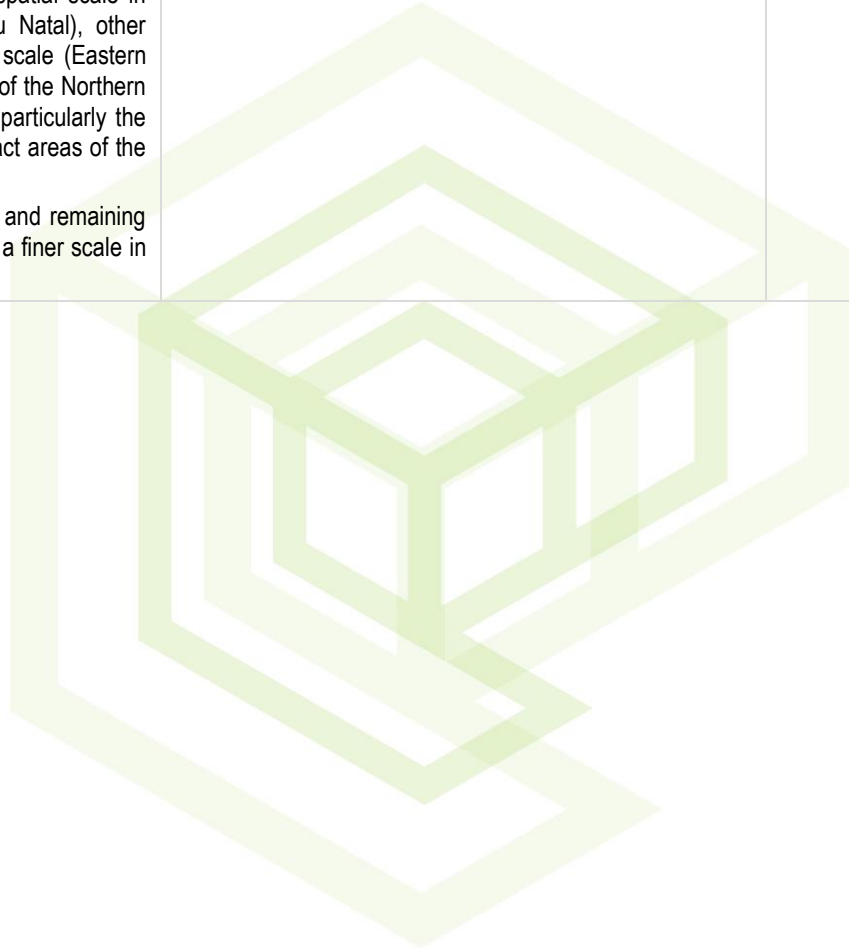 spatial scale in
u Natal), other
scale (Eastern
of the Northern
particularly the
act areas of the
and remaining
a finer scale in